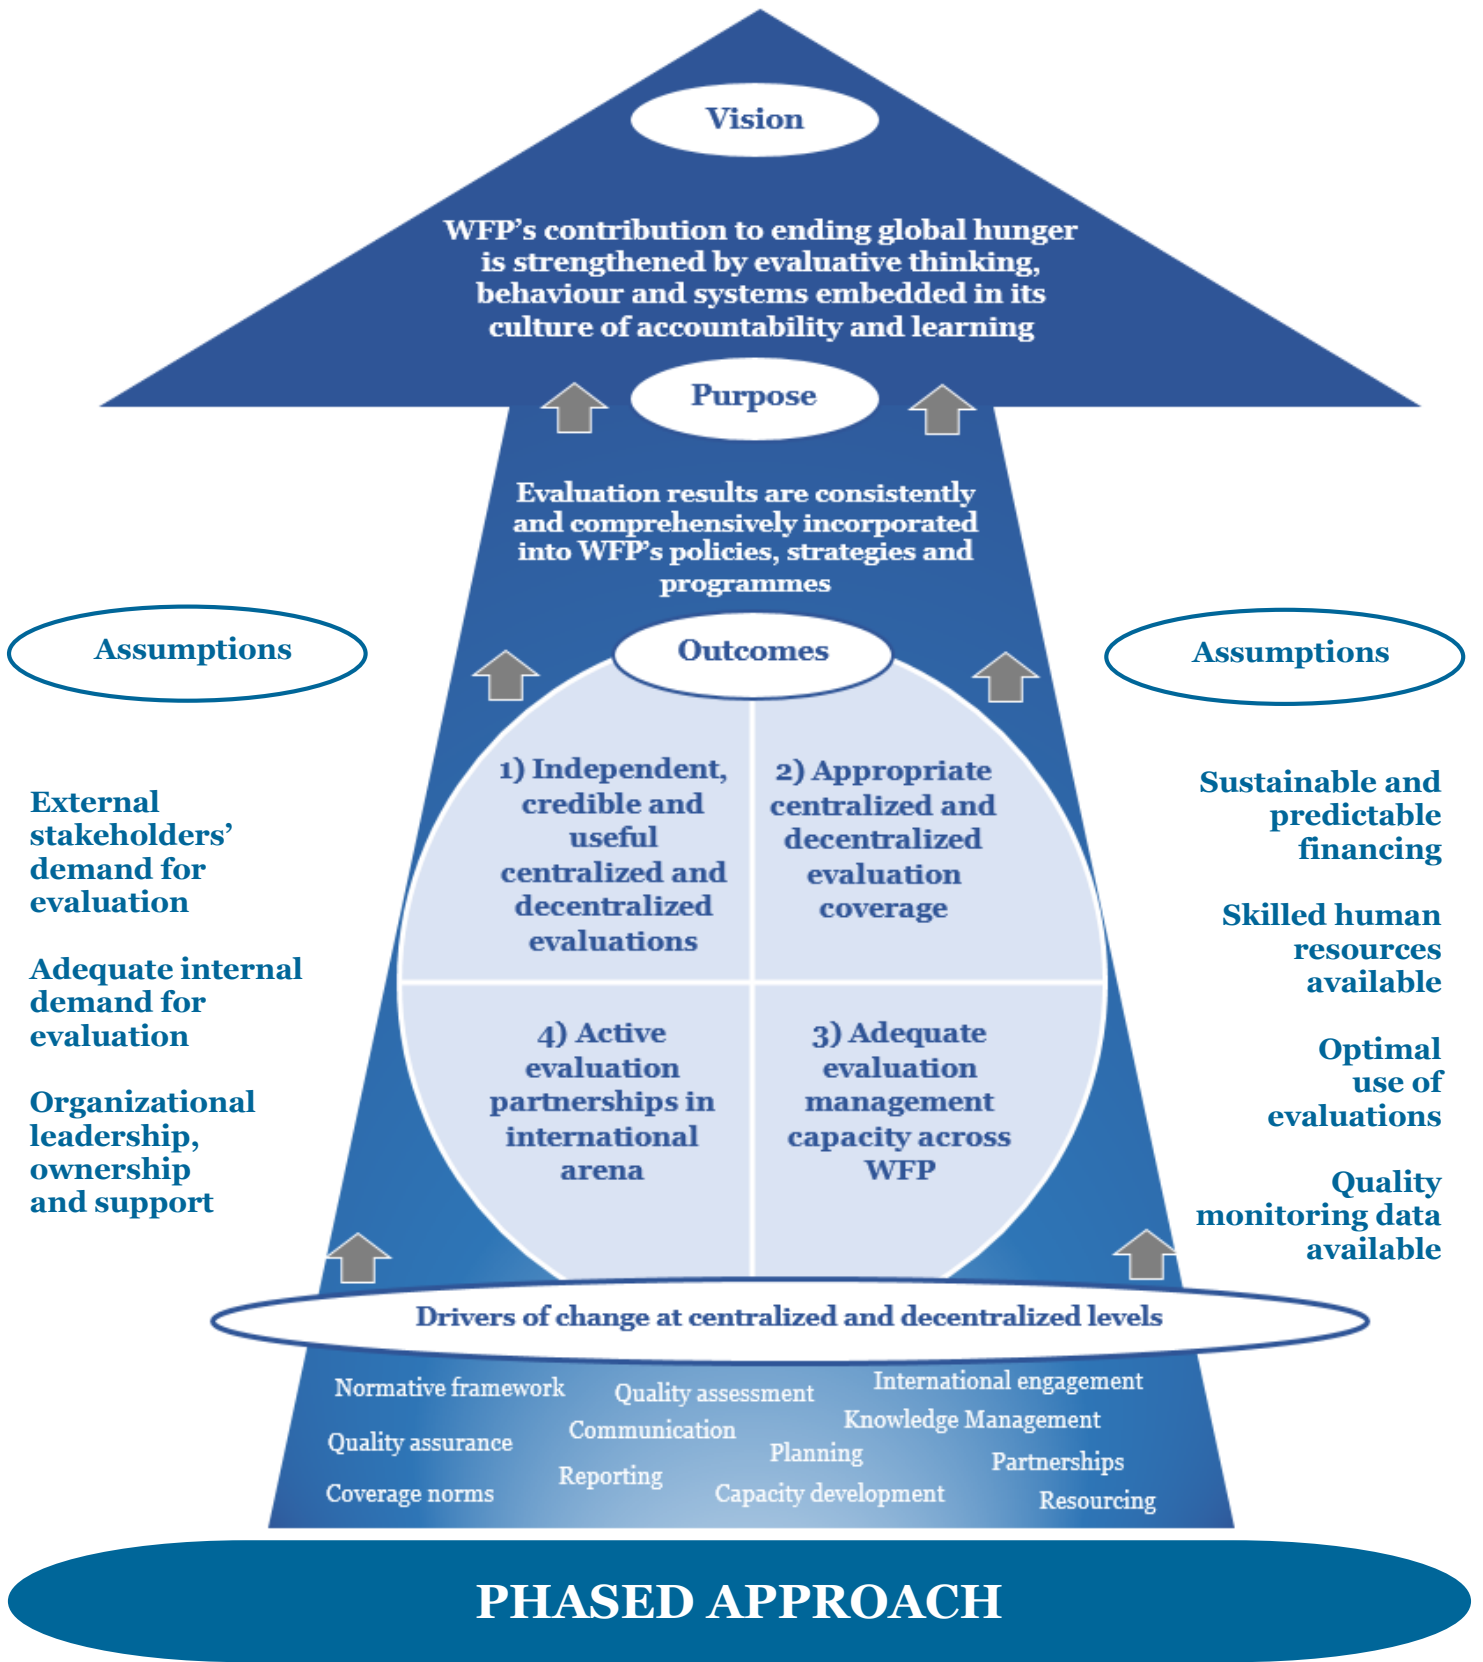 Vision
WFP’s contribution to ending global hunger
is strengthened by evaluative thinking,
behaviour and systems embedded in its
culture of accountability and learning
Purpose
Evaluation results are consistently
and comprehensively incorporated
into WFP’s policies, strategies and
programmes
Assumptions
External
stakeholders’
demand for
evaluation
Adequate internal
demand for
evaluation
Organizational
leadership,
ownership
and support
Outcomes
1) Independent,
credible and
useful
centralized and
decentralized
evaluations
2) Appropriate
centralized and
decentralized
evaluation
coverage
4) Active
evaluation
partnerships in
international
arena
3) Adequate
evaluation
management
capacity across
WFP
Assumptions
Sustainable and
predictable
financing
Skilled human
resources
available
Optimal
use of
evaluations
Quality
monitoring data
available
Drivers of change at centralized and decentralized levels
Normative framework
Quality assessment
International engagement
Quality assurance
Communication
Knowledge Management
Planning
Partnerships
Coverage norms
Reporting
Capacity development
Resourcing
PHASED APPROACH